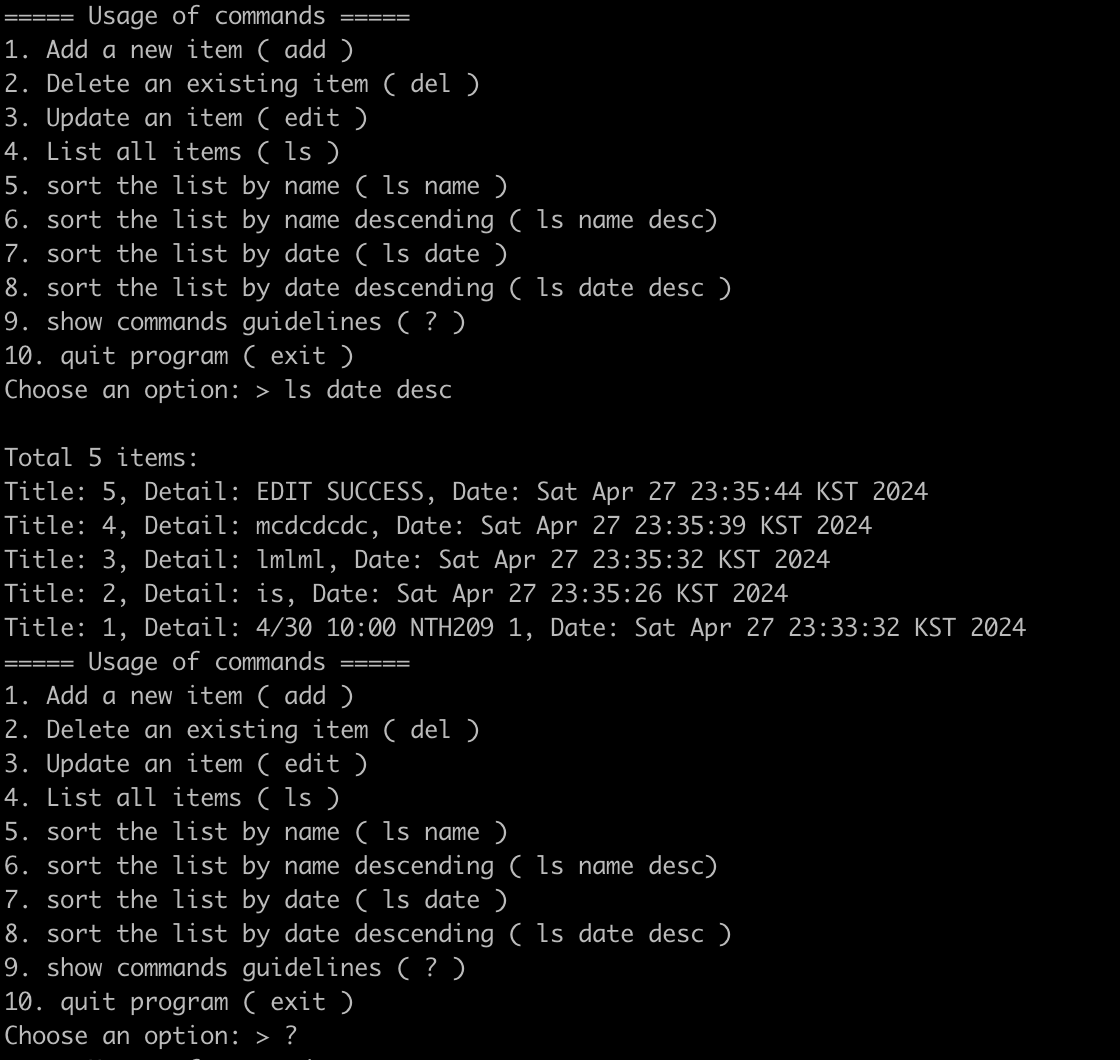 ===== Usage of commands =====
1. Add a new item ( add )
2. Delete an existing item ( del )
3. Update an item ( edit )
4. List all items ( ls )
5. sort the list by name ( ls name )
6. sort the list by name descending ( ls name desc)
7. sort the list by date ( ls date )
8. sort the list by date descending ( ls date desc )
9. show commands guidelines ( ? )
10. quit program ( exit )
Choose an option: > ls date desc

Total 5 items:
Title: 5, Detail: EDIT SUCCESS, Date: Sat Apr 27 23:35:44 KST 2024
Title: 4, Detail: mcdcdcdc, Date: Sat Apr 27 23:35:39 KST 2024
Title: 3, Detail: lmlml, Date: Sat Apr 27 23:35:32 KST 2024
Title: 2, Detail: is, Date: Sat Apr 27 23:35:26 KST 2024
Title: 1, Detail: 4/30 10:00 NTH209 1, Date: Sat Apr 27 23:33:32 KST 2024
===== Usage of commands =====
1. Add a new item ( add )
2. Delete an existing item ( del )
3. Update an item ( edit )
4. List all items ( ls )
5. sort the list by name ( ls name )
6. sort the list by name descending ( ls name desc)
7. sort the list by date ( ls date )
8. sort the list by date descending ( ls date desc )
9. show commands guidelines ( ? )
10. quit program ( exit )
Choose an option: > ?